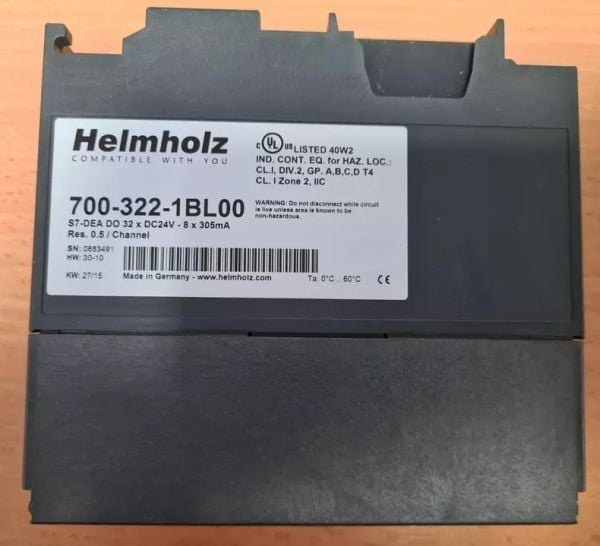 Helmholz
COMPATIBLE WITH YOU
700-322-1BL00
S7-DEA DO 32 x DC24V - 8 x 305mA
Res. 0.5 / Channel
SN: 0683491
HW: 30-10
KW: 27/15
Made in Germany - www.helmholz.com
C UL US LISTED 40W2
IND. CONT. EQ. for HAZ. LOC.:
CL.I, DIV.2, GP. A,B,C,D T4
CL. I Zone 2, IIC
WARNING: Do not disconnect while circuit
is live unless area is known to be
non-hazardous.
Ta: 0°C .. 60°C
CE